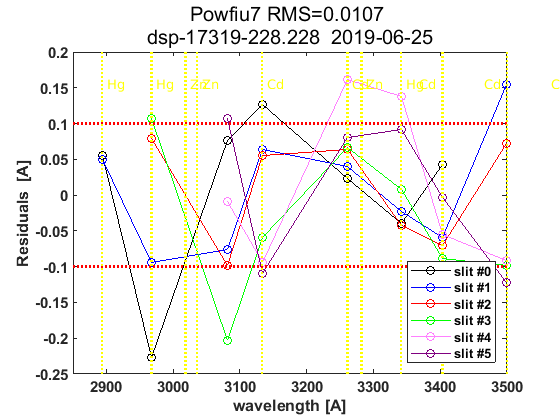 Powfiu7 RMS=0.0107
dsp-17319-228.228 2019-06-25
0.2
0.15
0.1
0.05
0
-0.05
-0.1
-0.15
-0.2
-0.25
Residuals [A]
Hg Hg Zn Zn Cd Cd Zn Hg Cd Cd C
slit #0
slit #1
slit #2
slit #3
slit #4
slit #5
2900 3000 3100 3200 3300 3400 3500
wavelength [A]